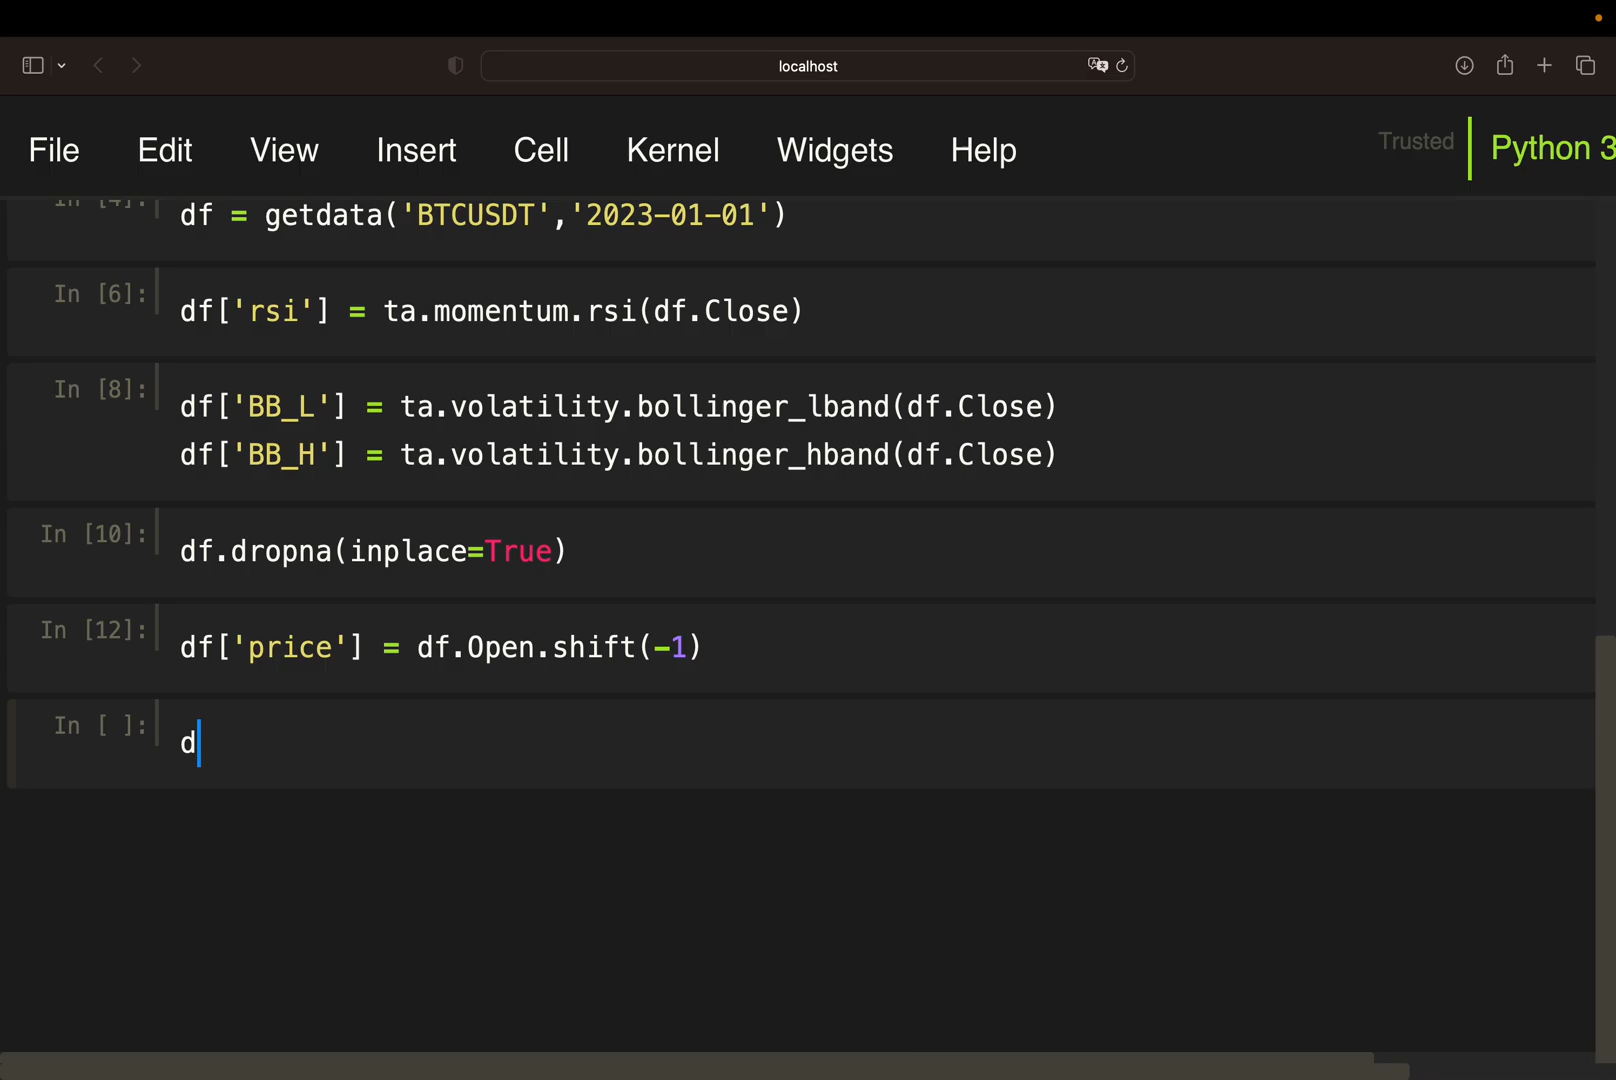 localhost
File Edit View Insert Cell Kernel Widgets Help Trusted Python 3
In [4]: df = getdata('BTCUSDT','2023-01-01')
In [6]: df['rsi'] = ta.momentum.rsi(df.Close)
In [8]: df['BB_L'] = ta.volatility.bollinger_lband(df.Close)
df['BB_H'] = ta.volatility.bollinger_hband(df.Close)
In [10]: df.dropna(inplace=True)
In [12]: df['price'] = df.Open.shift(-1)
In [ ]: d